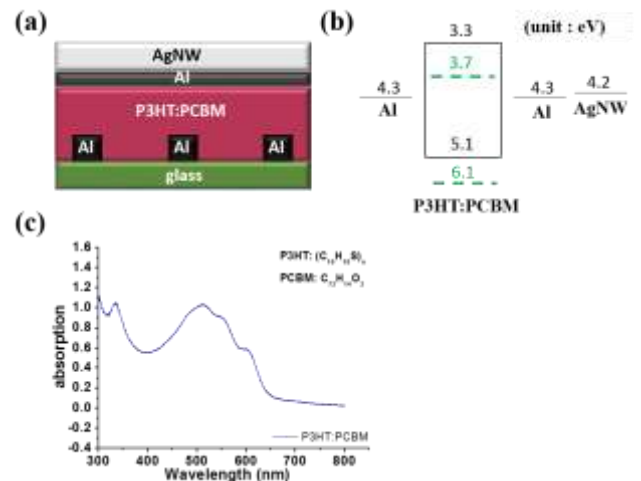 (a)
AgNW
Al
P3HT:PCBM
Al Al Al
glass
(b)
(unit : eV)
3.3
3.7
4.3
Al
4.3
Al
4.2
AgNW
5.1
6.1
P3HT:PCBM
(c)
P3HT:
PCBM:
absorption
1.6
1.4
1.2
1.0
0.8
0.6
0.4
0.2
0.0
-0.2
-0.4
P3HT:PCBM
300 400 500 600 700 800
Wavelength (nm)